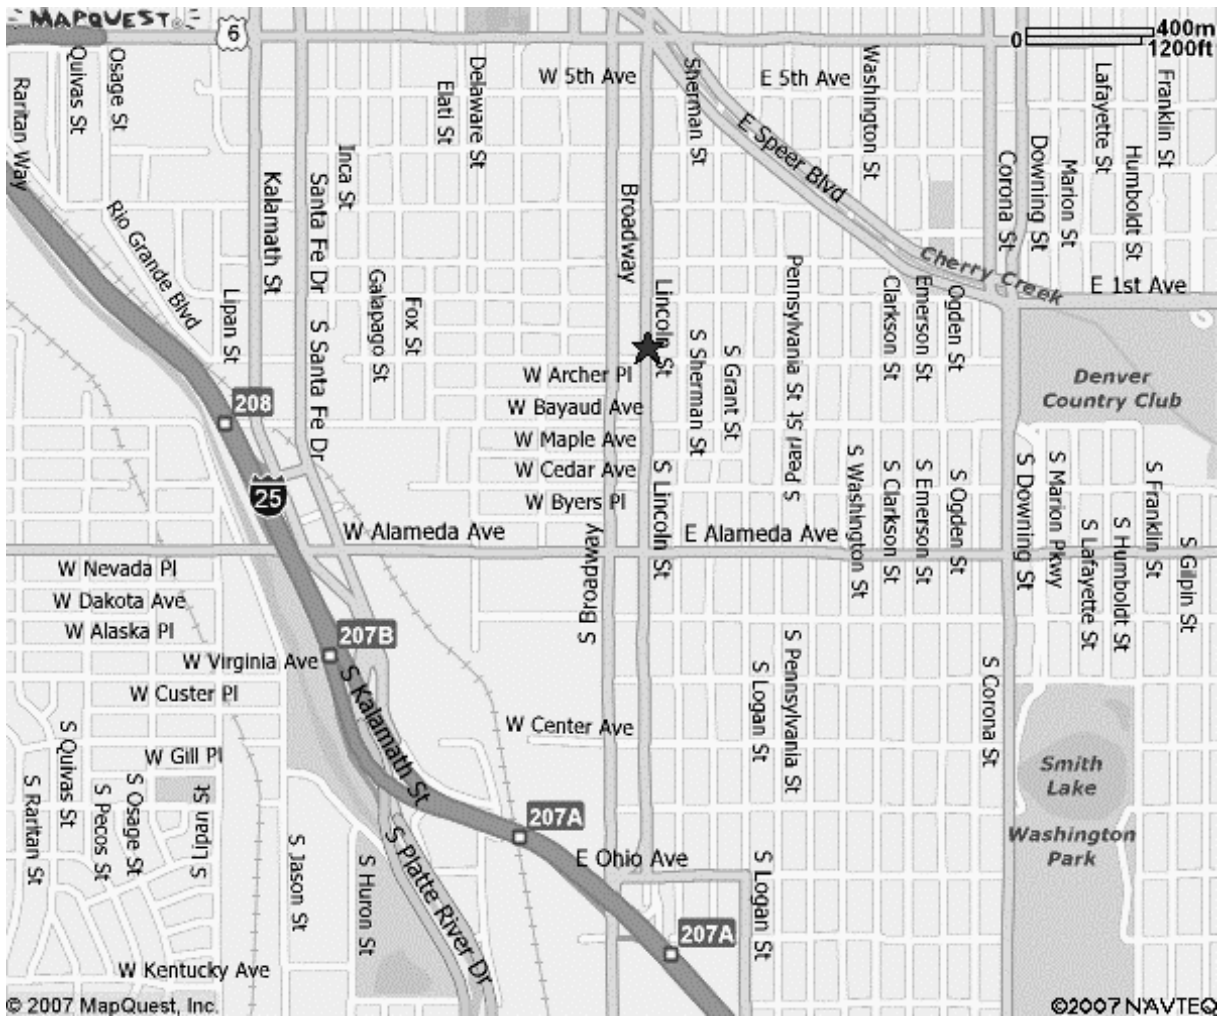 MAPQUEST
6
400m
0
1200ft
Quivas St
Osage St
Raritan Way
Delaware St
Elati St
W 5th Ave
Sherman St
E 5th Ave
Washington St
Lafayette St
Franklin St
E Speer Blvd
Inca St
Kalamath St
Santa Fe Dr
Broadway
Corona St
Downing St
Marion St
Humboldt St
Rio Grande Blvd
Cherry Creek
E 1st Ave
Lipan St
Galapago St
Fox St
S Santa Fe Dr
Lincoln St
Pennsylvania St
Clarkson St
Emerson St
Ogden St
S Sherman St
S Grant St
W Archer Pl
W Bayaud Ave
W Maple Ave
W Cedar Ave
W Byers Pl
Denver
Country Club
208
25
S Pearl St
S Washington St
S Clarkson St
S Emerson St
S Ogden St
S Downing St
S Marion Pkwy
S Lafayette St
S Humboldt St
S Franklin St
S Gilpin St
S Lincoln St
W Alameda Ave
E Alameda Ave
S Broadway
W Nevada Pl
W Dakota Ave
W Alaska Pl
207B
W Virginia Ave
W Custer Pl
S Kalamath St
S Logan St
S Pennsylvania St
S Corona St
W Center Ave
W Gill Pl
S Quivas St
S Raritan St
S Pecos St
S Osage St
S Lipan St
Smith
Lake
Washington
Park
207A
E Ohio Ave
S Jason St
S Huron St
S Platte River Dr
S Logan St
207A
W Kentucky Ave
© 2007 MapQuest, Inc.
©2007 NAVTEQ